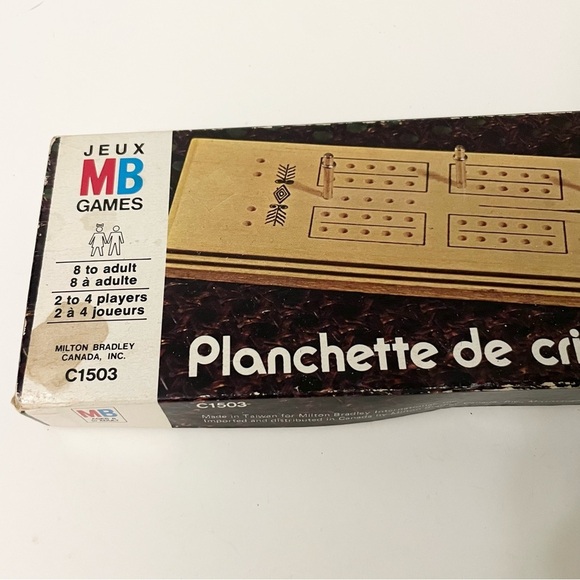 JEUX
MB
GAMES
8 to adult
8 à adulte
2 to 4 players
2 à 4 joueurs
MILTON BRADLEY
CANADA, INC.
C1503
Planchette de cri
MB
C1503
Made in Taiwan for Milton Bradley
Imported and distributed in Canada